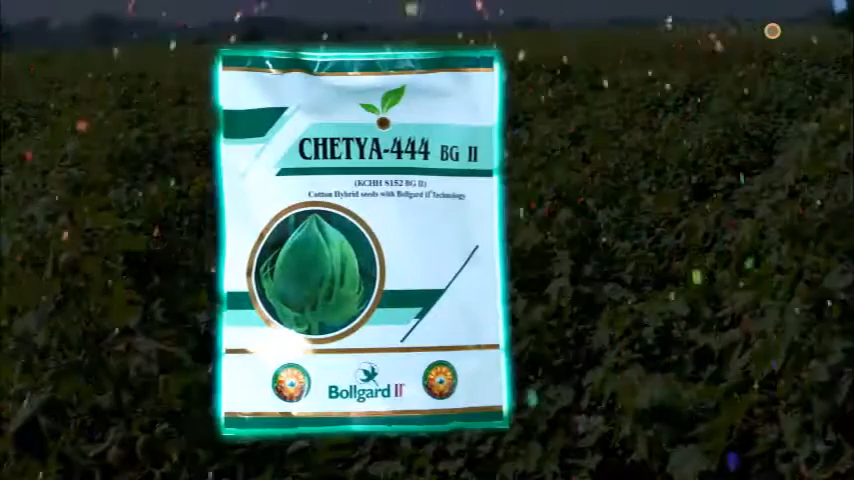 CHETYA-444 BG II
(KCHH 8152 BG II)
Cotton Hybrid seeds with Bollgard II Technology
Bollgard II